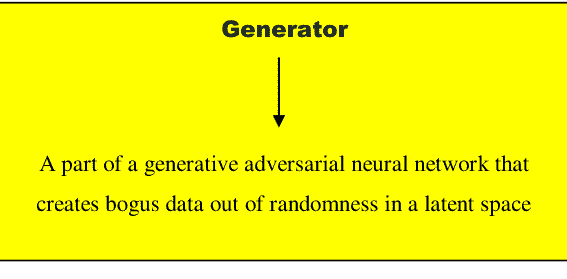 Generator
A part of a generative adversarial neural network that
creates bogus data out of randomness in a latent space